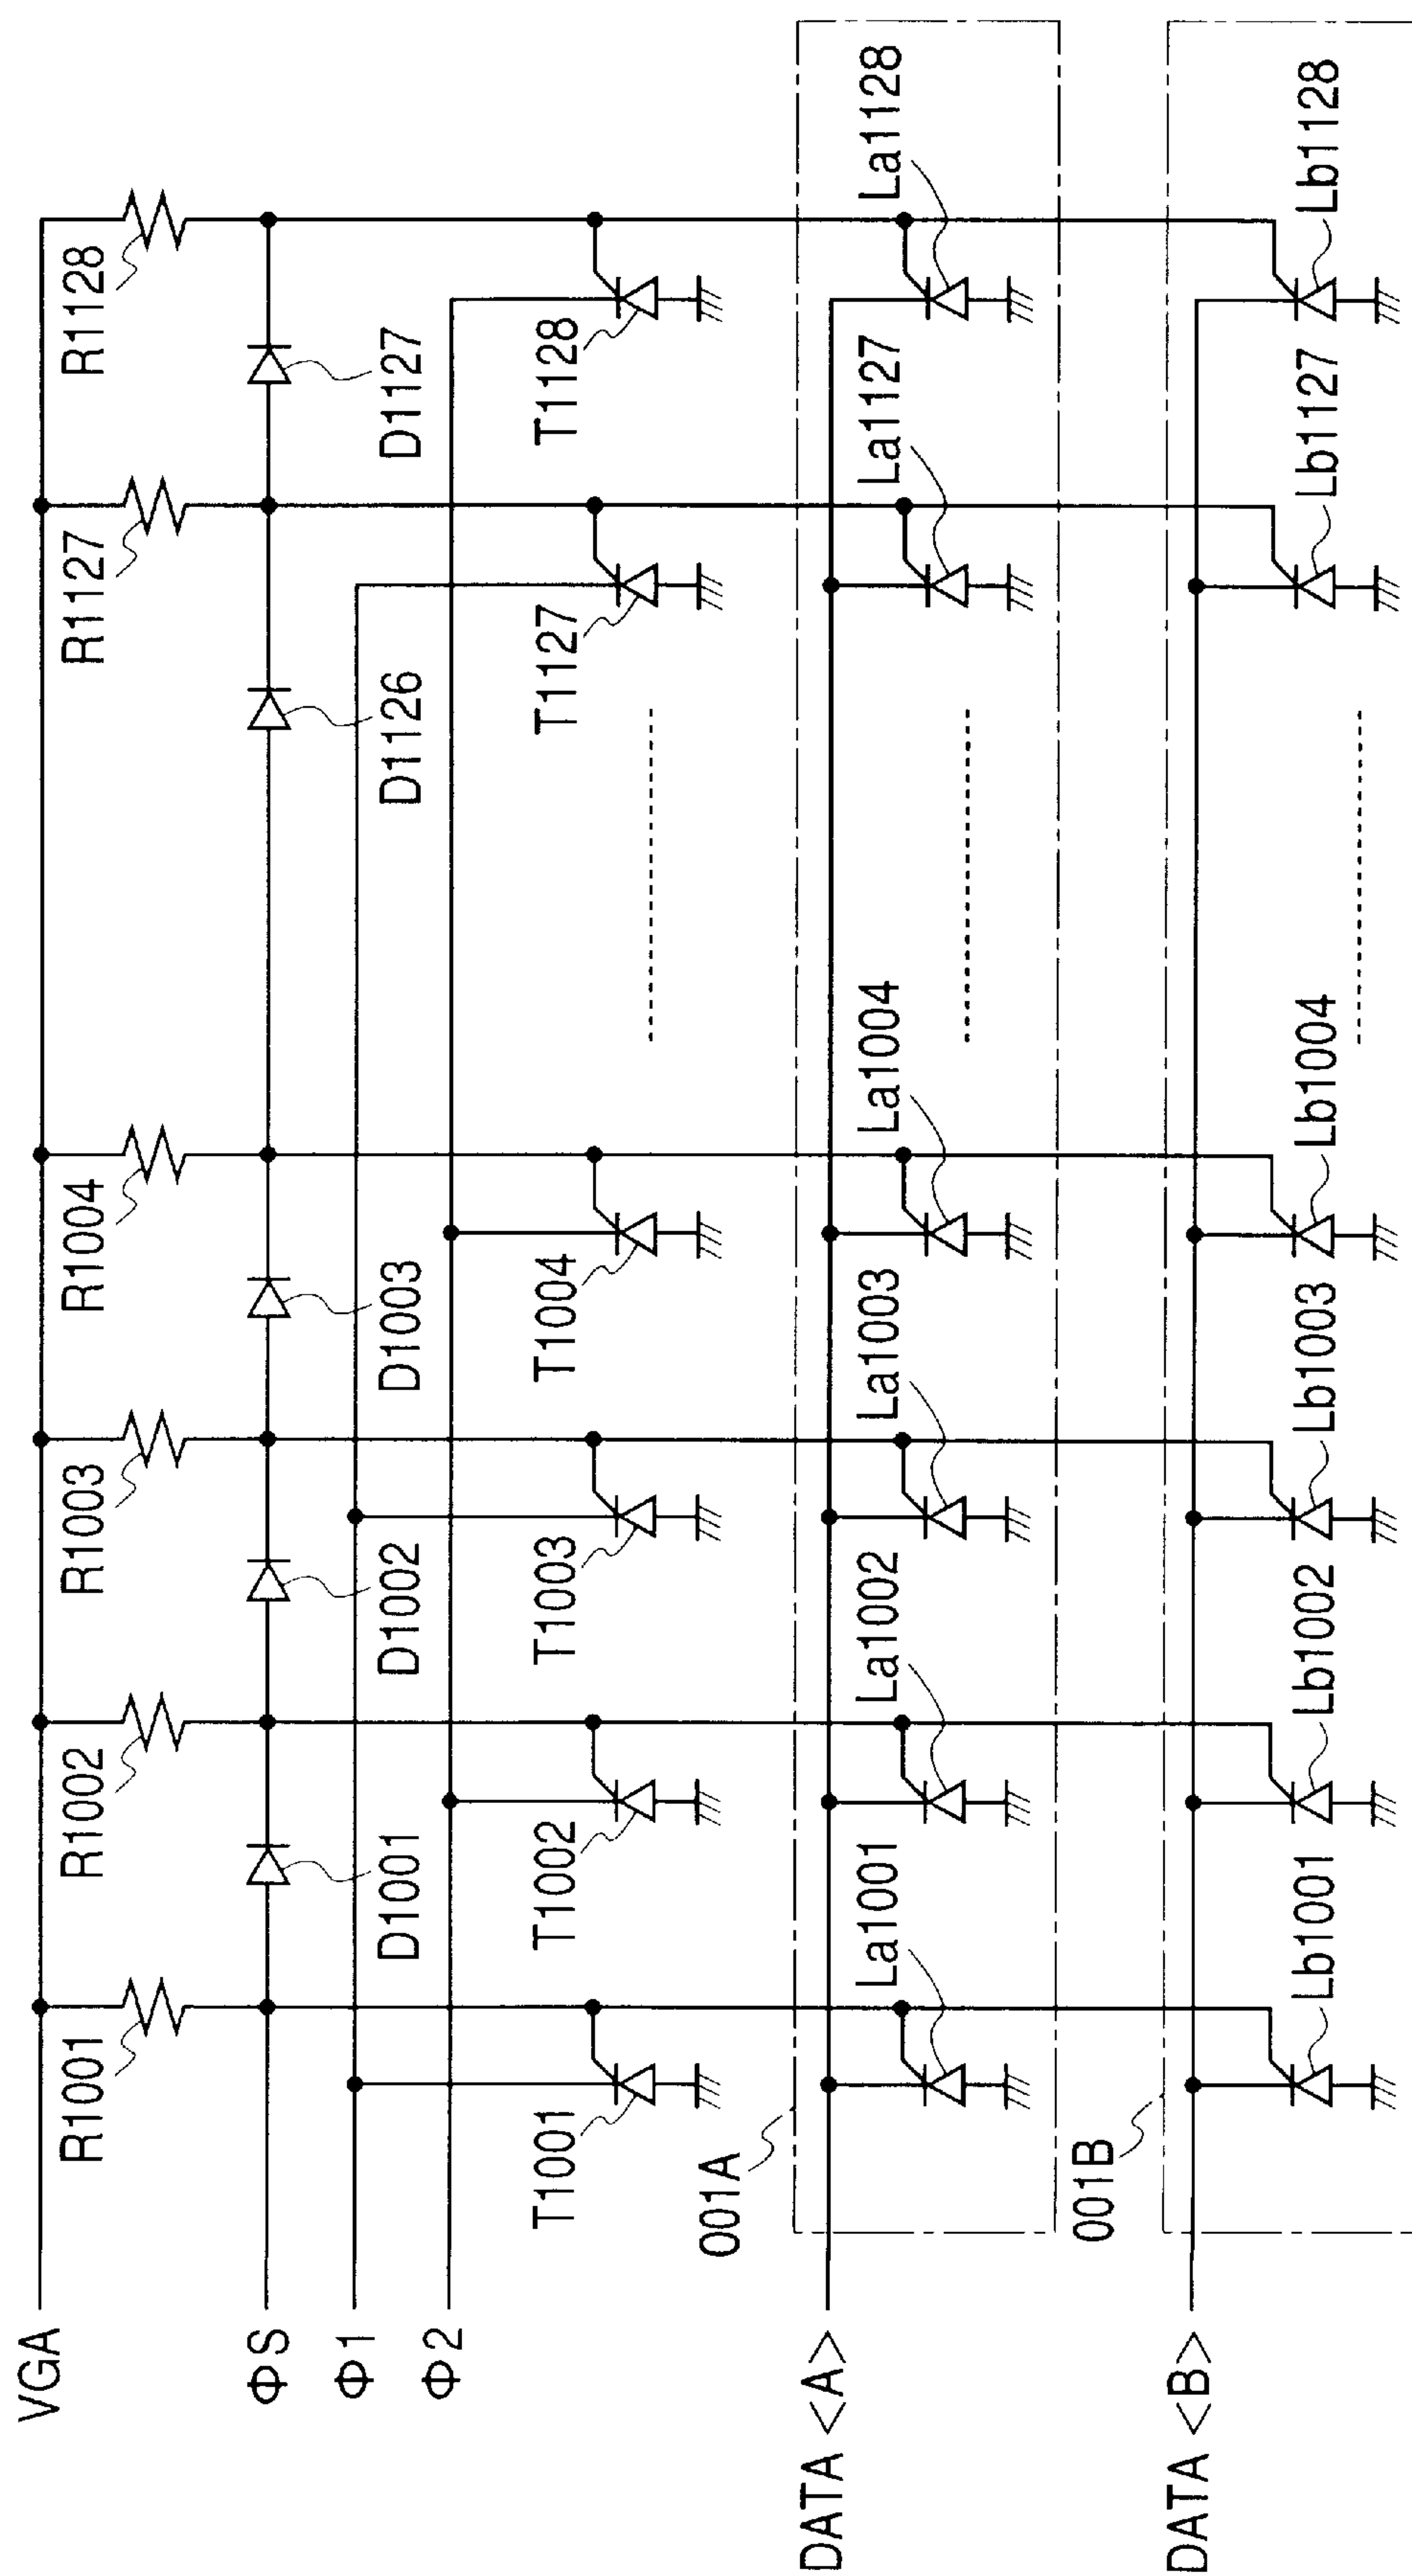 VGA
ΦS
Φ1
Φ2
DATA <A>
DATA <B>
R1001
R1002
R1003
R1004
R1127
R1128
D1001
D1002
D1003
D1126
D1127
T1001
T1002
T1003
T1004
T1127
T1128
001A
La1001
La1002
La1003
La1004
La1127
La1128
001B
Lb1001
Lb1002
Lb1003
Lb1004
Lb1127
Lb1128